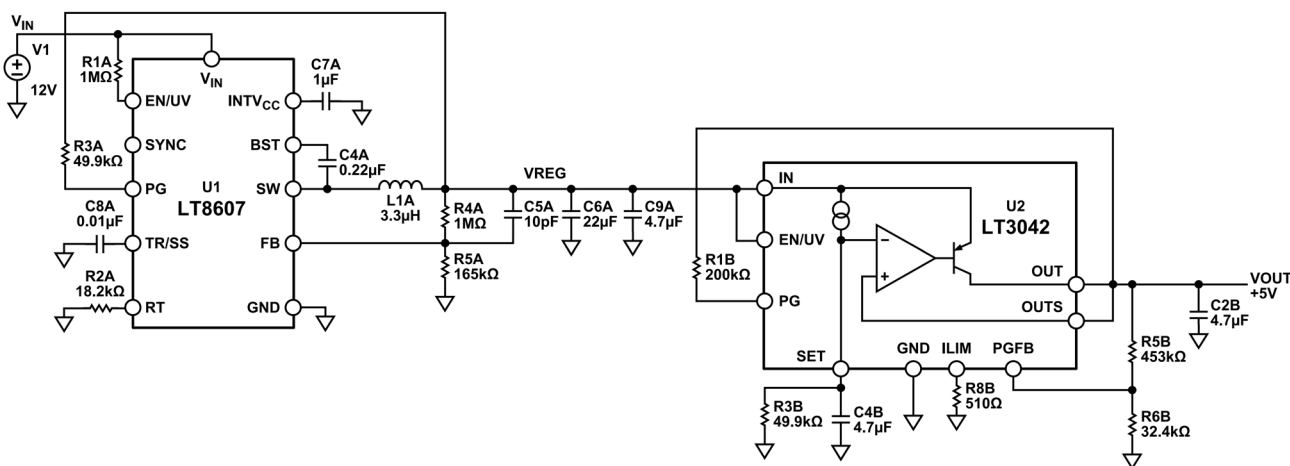 VIN
V1
12V
R1A
1MΩ
VIN
EN/UV
INTVCC
C7A
1µF
SYNC
BST
R3A
49.9kΩ
C4A
0.22µF
PG
U1
LT8607
SW
L1A
3.3µH
VREG
R4A
1MΩ
C5A
10pF
C6A
22µF
C9A
4.7µF
C8A
0.01µF
TR/SS
FB
R5A
165kΩ
R2A
18.2kΩ
RT
GND
IN
U2
LT3042
EN/UV
R1B
200kΩ
PG
–
+
OUT
OUTS
VOUT
+5V
C2B
4.7µF
SET
GND
ILIM
PGFB
R5B
453kΩ
R3B
49.9kΩ
C4B
4.7µF
R8B
510Ω
R6B
32.4kΩ